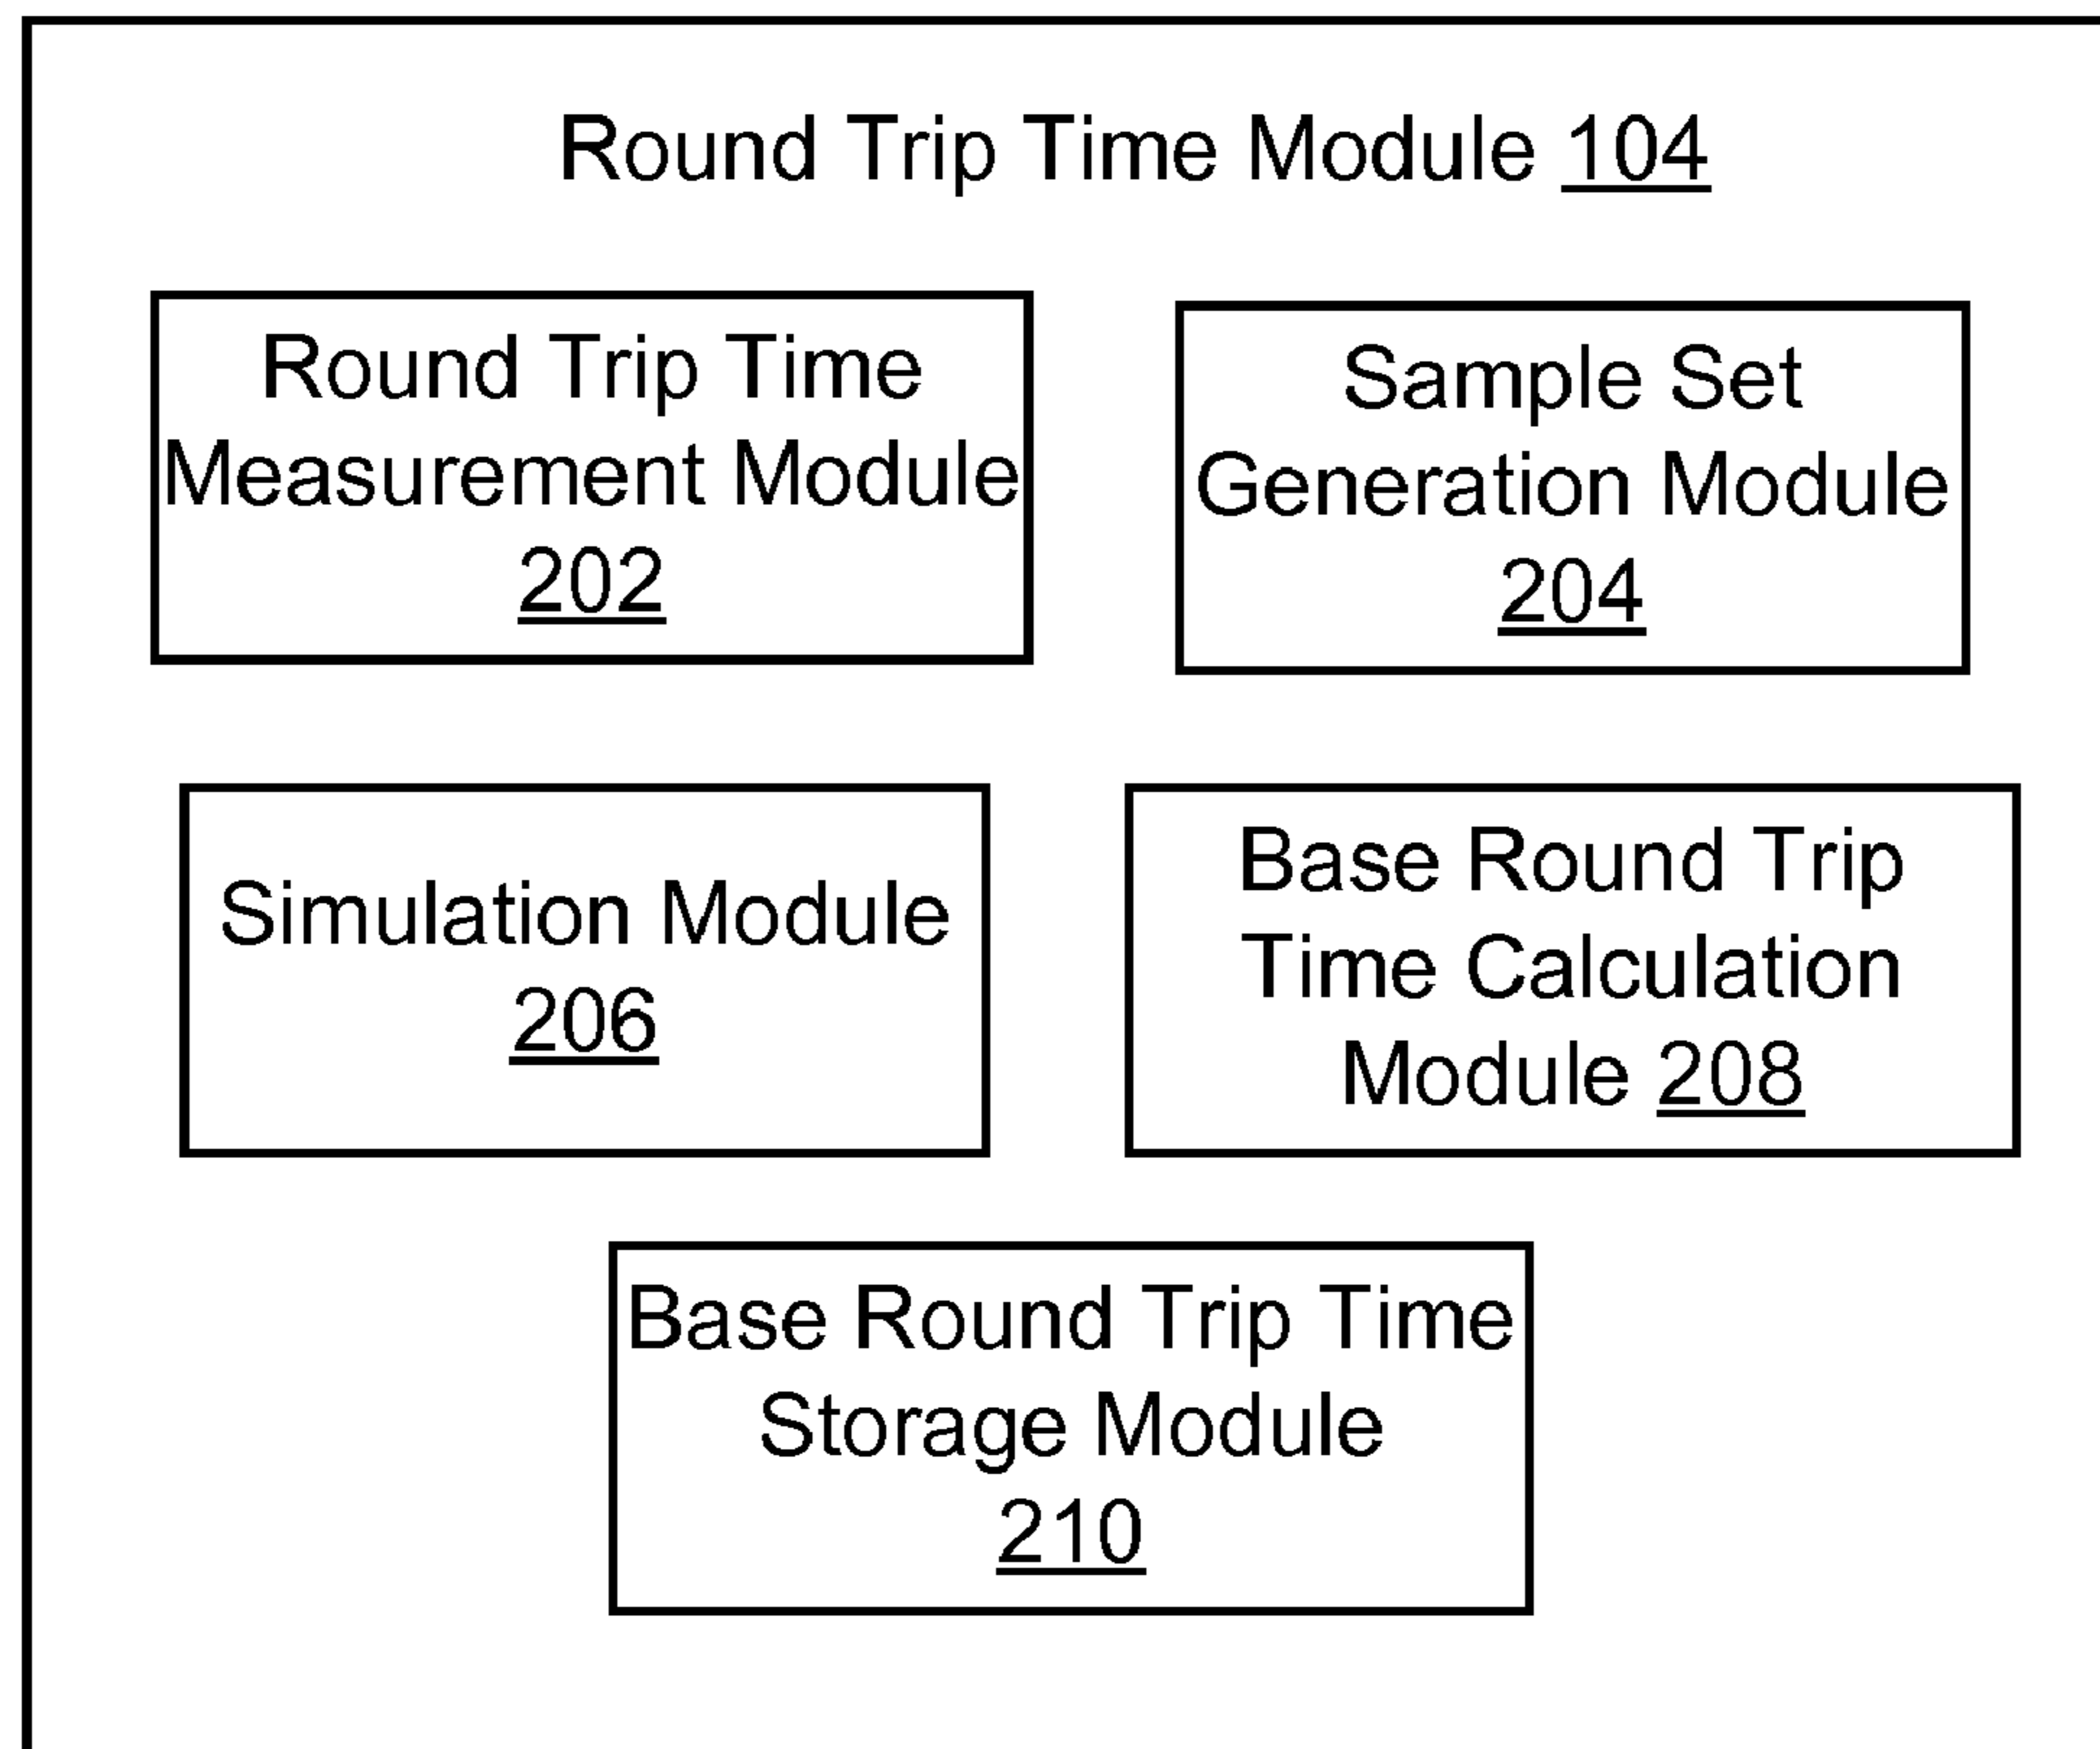 Round Trip Time Module 104
Round Trip Time
Measurement Module
202
Sample Set
Generation Module
204
Simulation Module
206
Base Round Trip
Time Calculation
Module 208
Base Round Trip Time
Storage Module
210